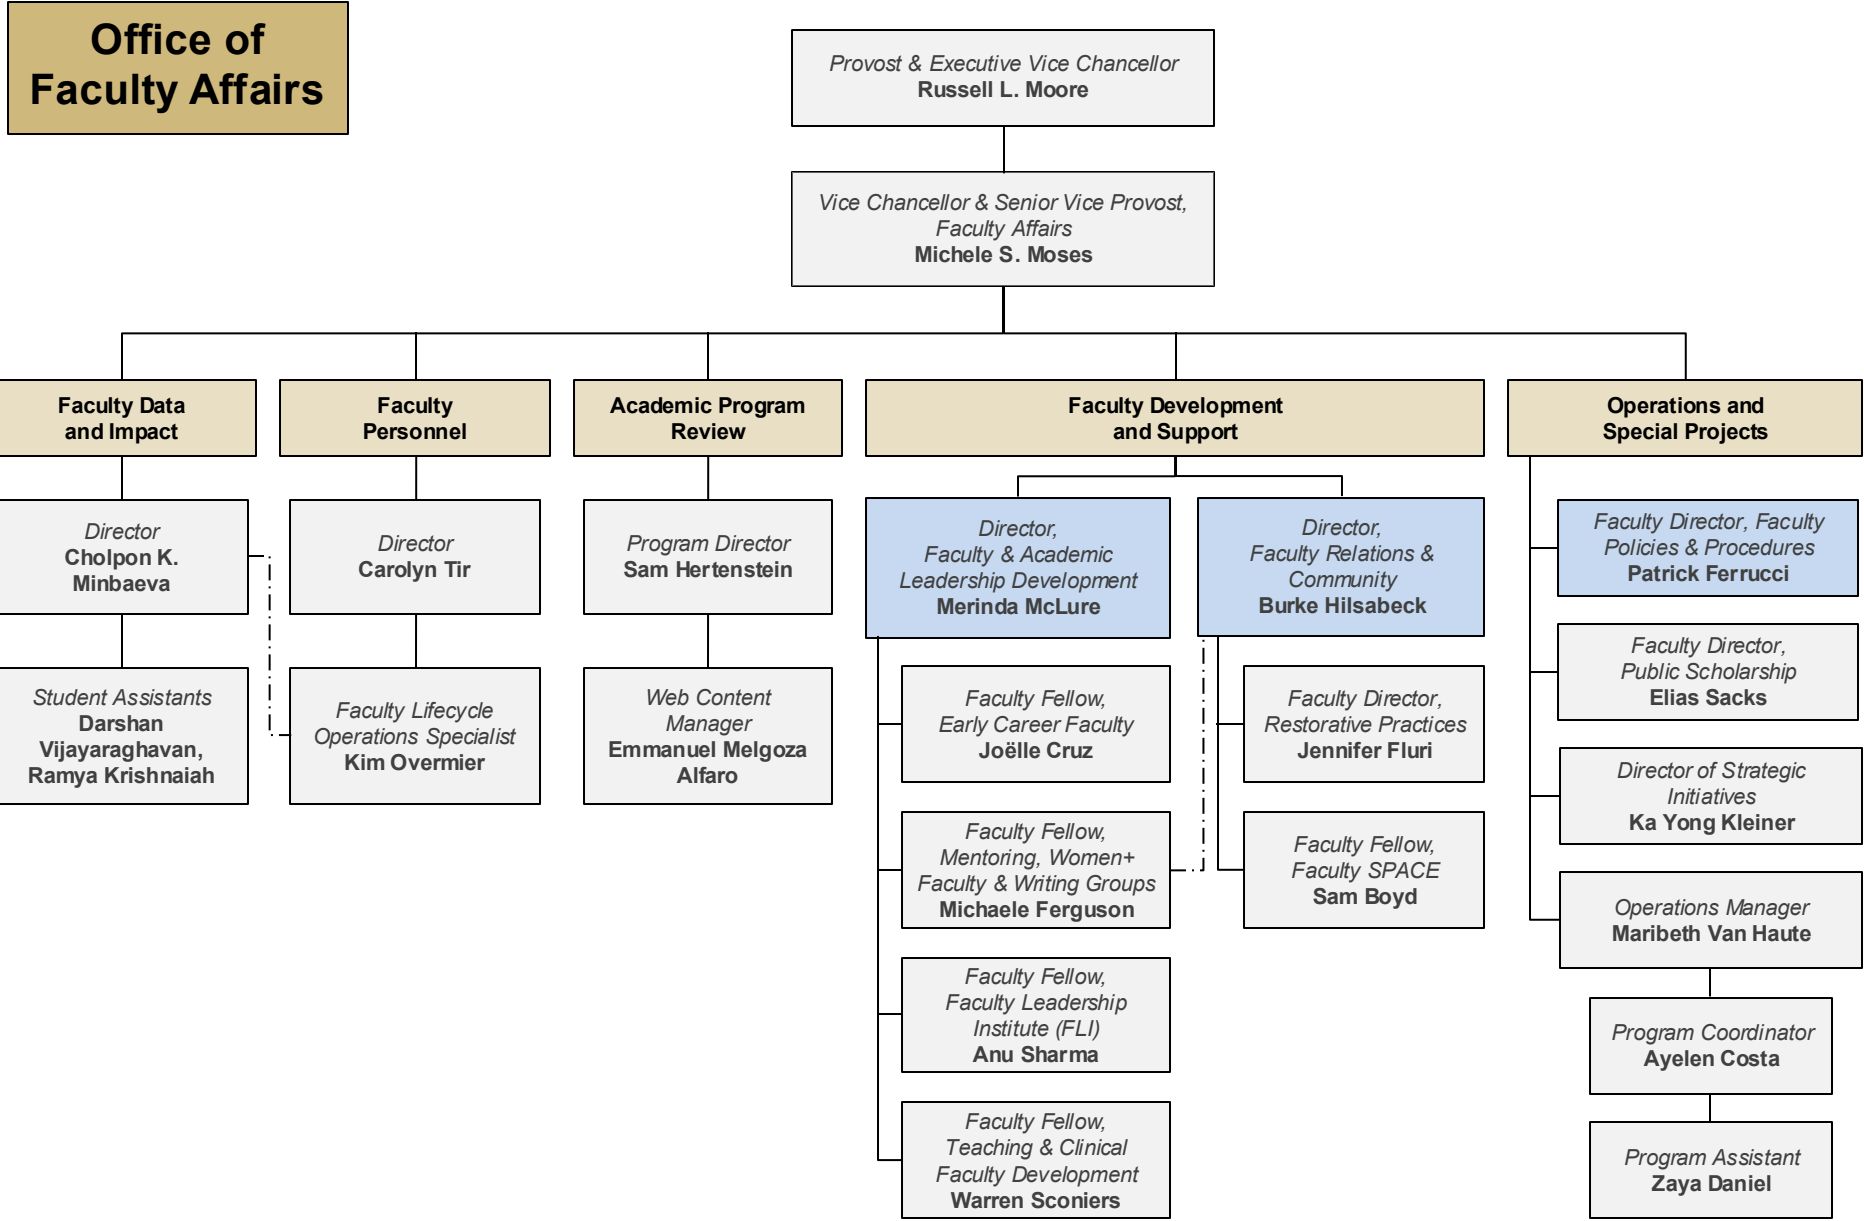 Office of
Faculty Affairs
Provost & Executive Vice Chancellor
Russell L. Moore
Vice Chancellor & Senior Vice Provost,
Faculty Affairs
Michele S. Moses
Faculty Data
and Impact
Director
Cholpon K.
Minbaeva
Student Assistants
Darshan
Vijayaraghavan,
Ramya Krishnaiah
Faculty
Personnel
Director
Carolyn Tir
Faculty Lifecycle
Operations Specialist
Kim Overmier
Academic Program
Review
Program Director
Sam Hertenstein
Web Content
Manager
Emmanuel Melgoza
Alfaro
Faculty Development
and Support
Director,
Faculty & Academic
Leadership Development
Merinda McLure
Faculty Fellow,
Early Career Faculty
Joëlle Cruz
Faculty Fellow,
Mentoring, Women+
Faculty & Writing Groups
Michaele Ferguson
Faculty Fellow,
Faculty Leadership
Institute (FLI)
Anu Sharma
Faculty Fellow,
Teaching & Clinical
Faculty Development
Warren Sconiers
Director,
Faculty Relations &
Community
Burke Hilsabeck
Faculty Director,
Restorative Practices
Jennifer Fluri
Faculty Fellow,
Faculty SPACE
Sam Boyd
Operations and
Special Projects
Faculty Director, Faculty
Policies & Procedures
Patrick Ferrucci
Faculty Director,
Public Scholarship
Elias Sacks
Director of Strategic
Initiatives
Ka Yong Kleiner
Operations Manager
Maribeth Van Haute
Program Coordinator
Ayelen Costa
Program Assistant
Zaya Daniel